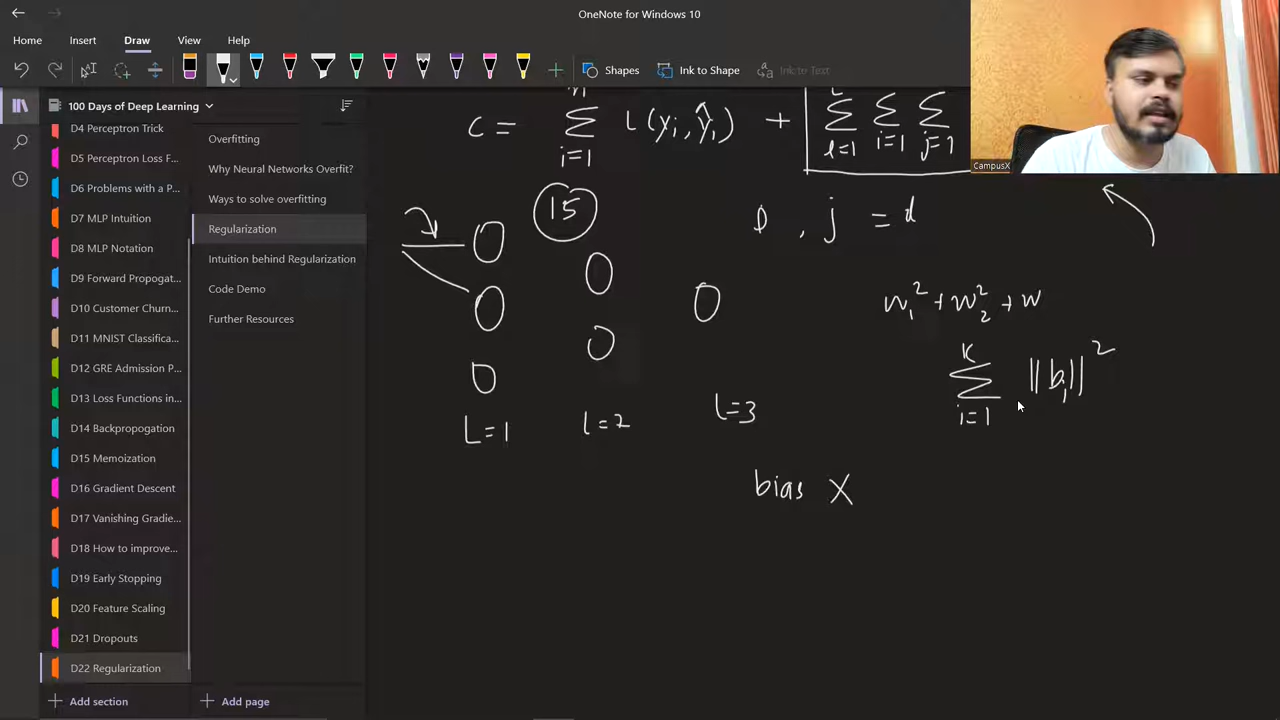 OneNote for Windows 10
Home Insert Draw View Help
Shapes Ink to Shape Ink to Text
100 Days of Deep Learning
D4 Perceptron Trick
D5 Perceptron Loss F...
D6 Problems with a P...
D7 MLP Intuition
D8 MLP Notation
D9 Forward Propogat...
D10 Customer Churn...
D11 MNIST Classifica...
D12 GRE Admission P...
D13 Loss Functions in...
D14 Backpropogation
D15 Memoization
D16 Gradient Descent
D17 Vanishing Gradie...
D18 How to improve...
D19 Early Stopping
D20 Feature Scaling
D21 Dropouts
D22 Regularization
Add section
Overfitting
Why Neural Networks Overfit?
Ways to solve overfitting
Regularization
Intuition behind Regularization
Code Demo
Further Resources
Add page
CampusX
C = Σ i=1 L(yi, ŷi) + Σ l=1 Σ i=1 Σ j=1
15
, j = d
w₁² + w₂² + w
K Σ i=1 ||bi||²
L=1 l=2 l=3
bias X